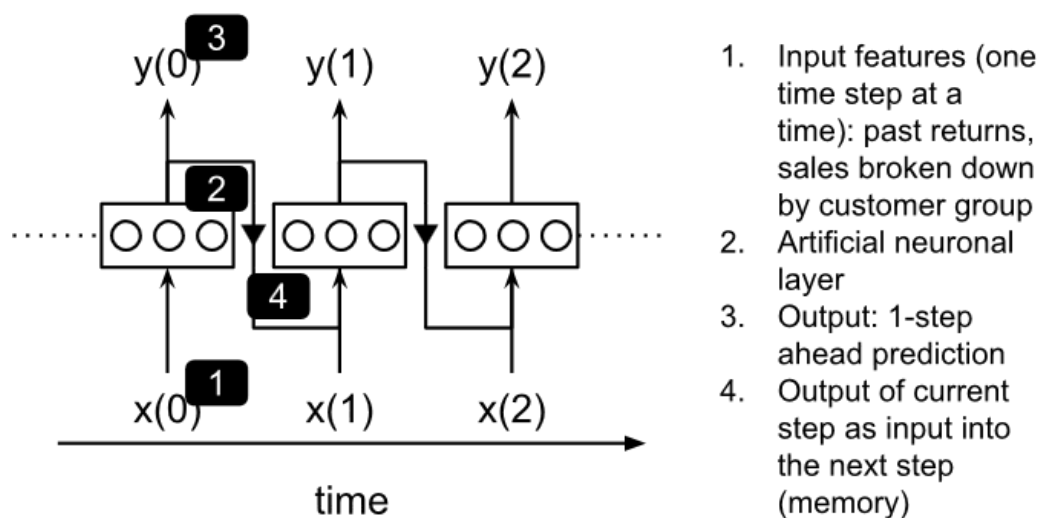 3
y(0) y(1) y(2)
2
4
1
x(0) x(1) x(2)
time
1. Input features (one
time step at a
time): past returns,
sales broken down
by customer group
2. Artificial neuronal
layer
3. Output: 1-step
ahead prediction
4. Output of current
step as input into
the next step
(memory)